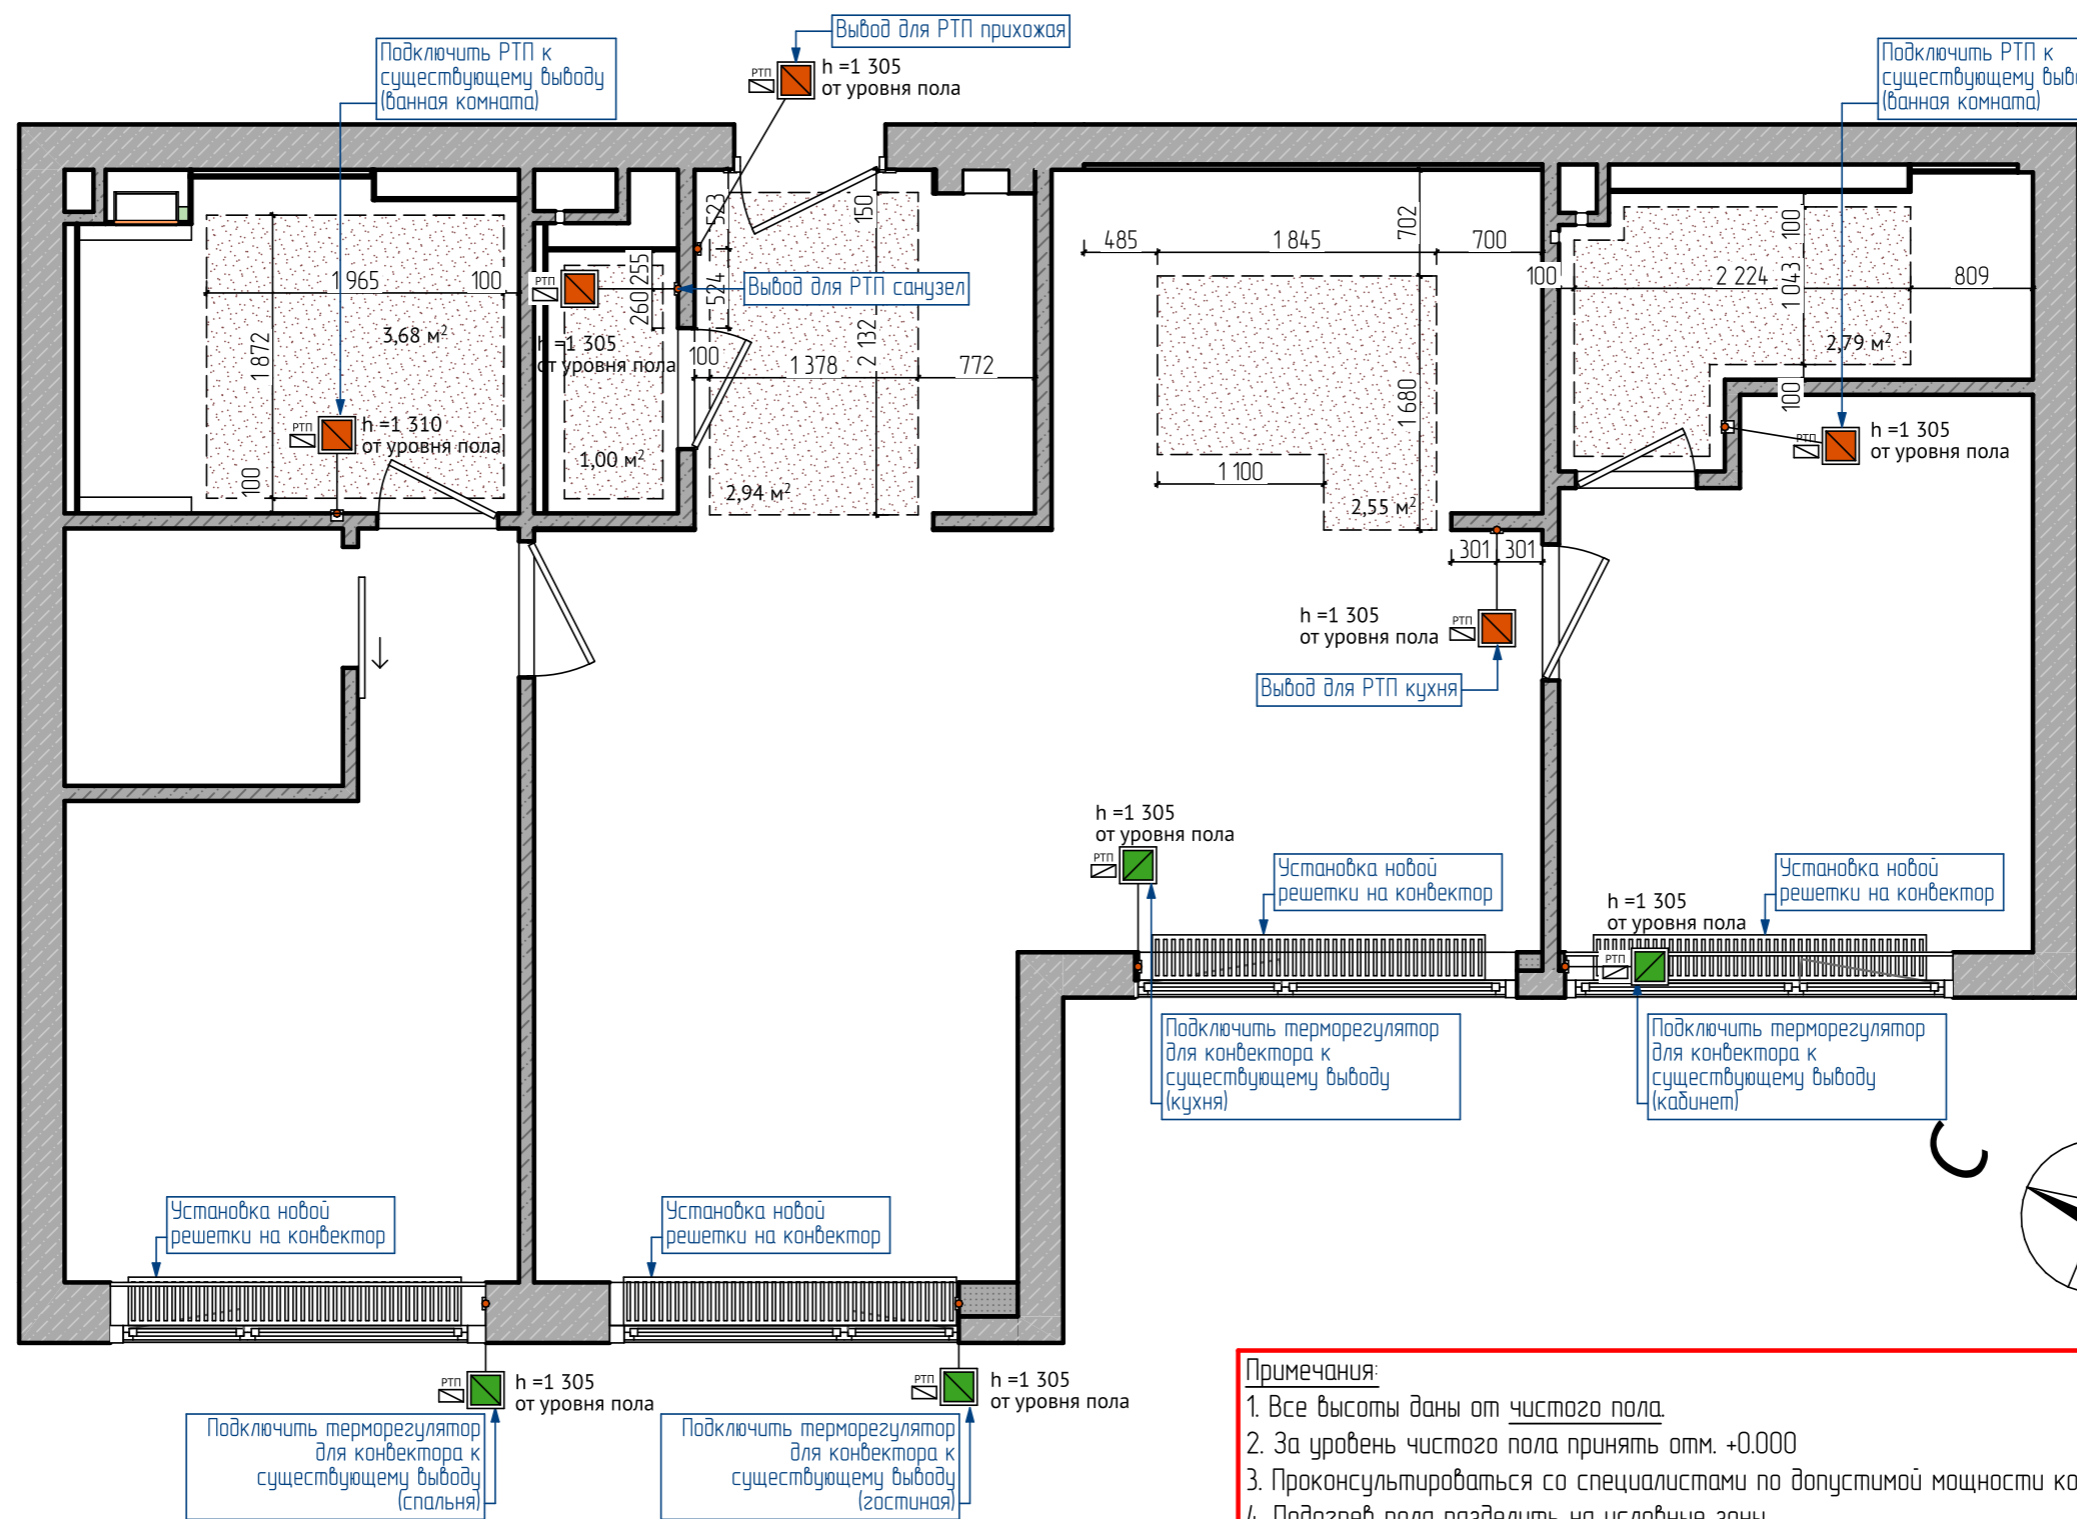 Вывод для РТП прихожая
РТП
h =1 305
от уровня пола
Подключить РТП к
существующему выводу
(ванная комната)
Подключить РТП к
(ванная комната)
1 965
100
1 872
3,68 м²
100
РТП
h =1 310
от уровня пола
РТП
h =1 305
от уровня пола
260
255
1,00 м²
Вывод для РТП санузел
523
524
150
100
1 378
772
2 132
2,94 м²
485
1 845
700
702
1 680
1 100
2,55 м²
100
2 224
809
100
1 043
2,79 м²
100
РТП
h =1 305
от уровня пола
301
301
h =1 305
от уровня пола
РТП
Вывод для РТП кухня
h =1 305
от уровня пола
РТП
Установка новой
решетки на конвектор
Установка новой
решетки на конвектор
h =1 305
от уровня пола
РТП
Подключить терморегулятор
для конвектора к
существующему выводу
(кухня)
Подключить терморегулятор
для конвектора к
существующему выводу
(кабинет)
С
Установка новой
решетки на конвектор
Установка новой
решетки на конвектор
РТП
h =1 305
от уровня пола
РТП
h =1 305
от уровня пола
Подключить терморегулятор
для конвектора к
существующему выводу
(спальня)
Подключить терморегулятор
для конвектора к
существующему выводу
(гостиная)
Примечания:
1. Все высоты даны от чистого пола.
2. За уровень чистого пола принять отм. +0.000
3. Проконсультироваться со специалистами по допустимой мощности
4. Подогрев пола разделить на условные зоны